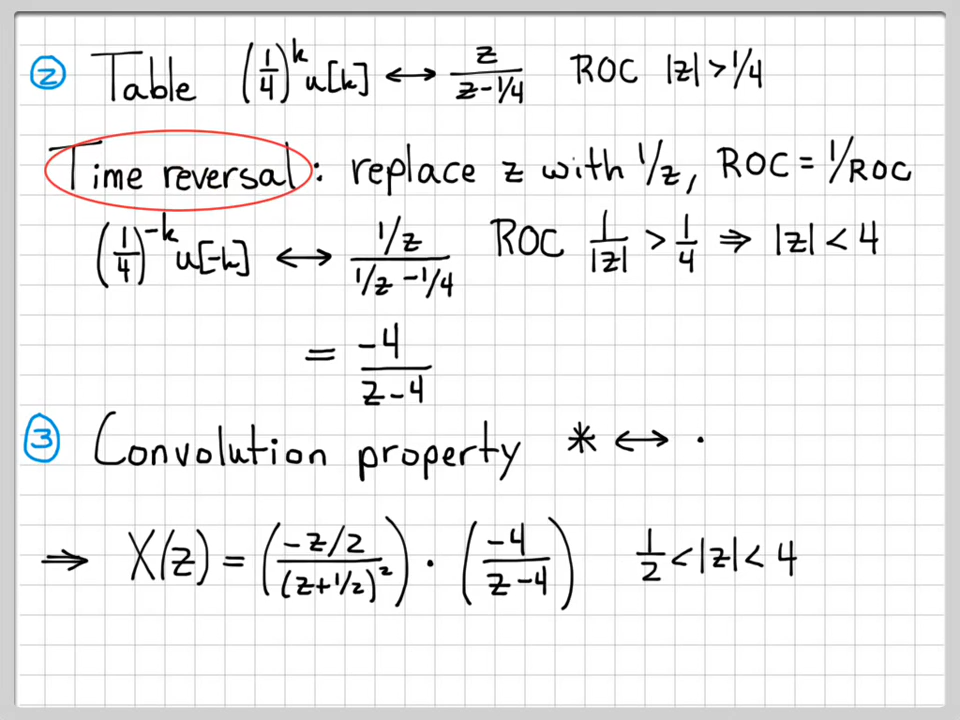 ② Table (1/4)^k u[k] ↔ z/(z-1/4) ROC |z| > 1/4
Time reversal: replace z with 1/z, ROC = 1/ROC
(1/4)^-k u[-k] ↔ (1/z)/(1/z - 1/4) ROC 1/|z| > 1/4 ⇒ |z| < 4
= -4/(z-4)
③ Convolution property * ↔ ·
⇒ X(z) = ((-z/2)/(z+1/2)^2) · (-4/(z-4)) 1/2 < |z| < 4